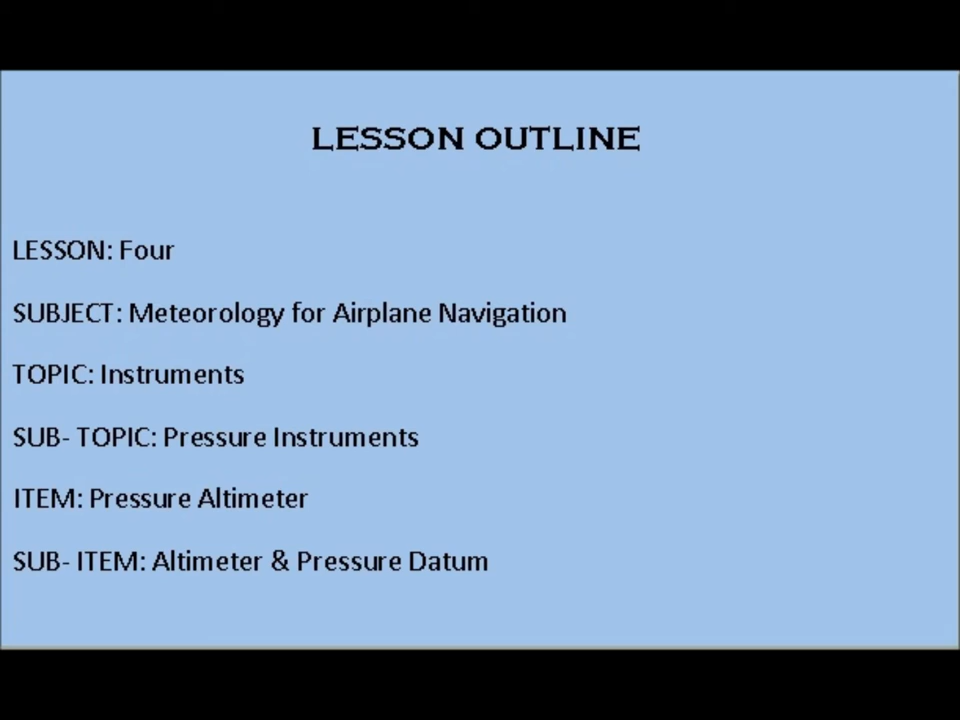 LESSON OUTLINE
LESSON: Four
SUBJECT: Meteorology for Airplane Navigation
TOPIC: Instruments
SUB- TOPIC: Pressure Instruments
ITEM: Pressure Altimeter
SUB- ITEM: Altimeter & Pressure Datum